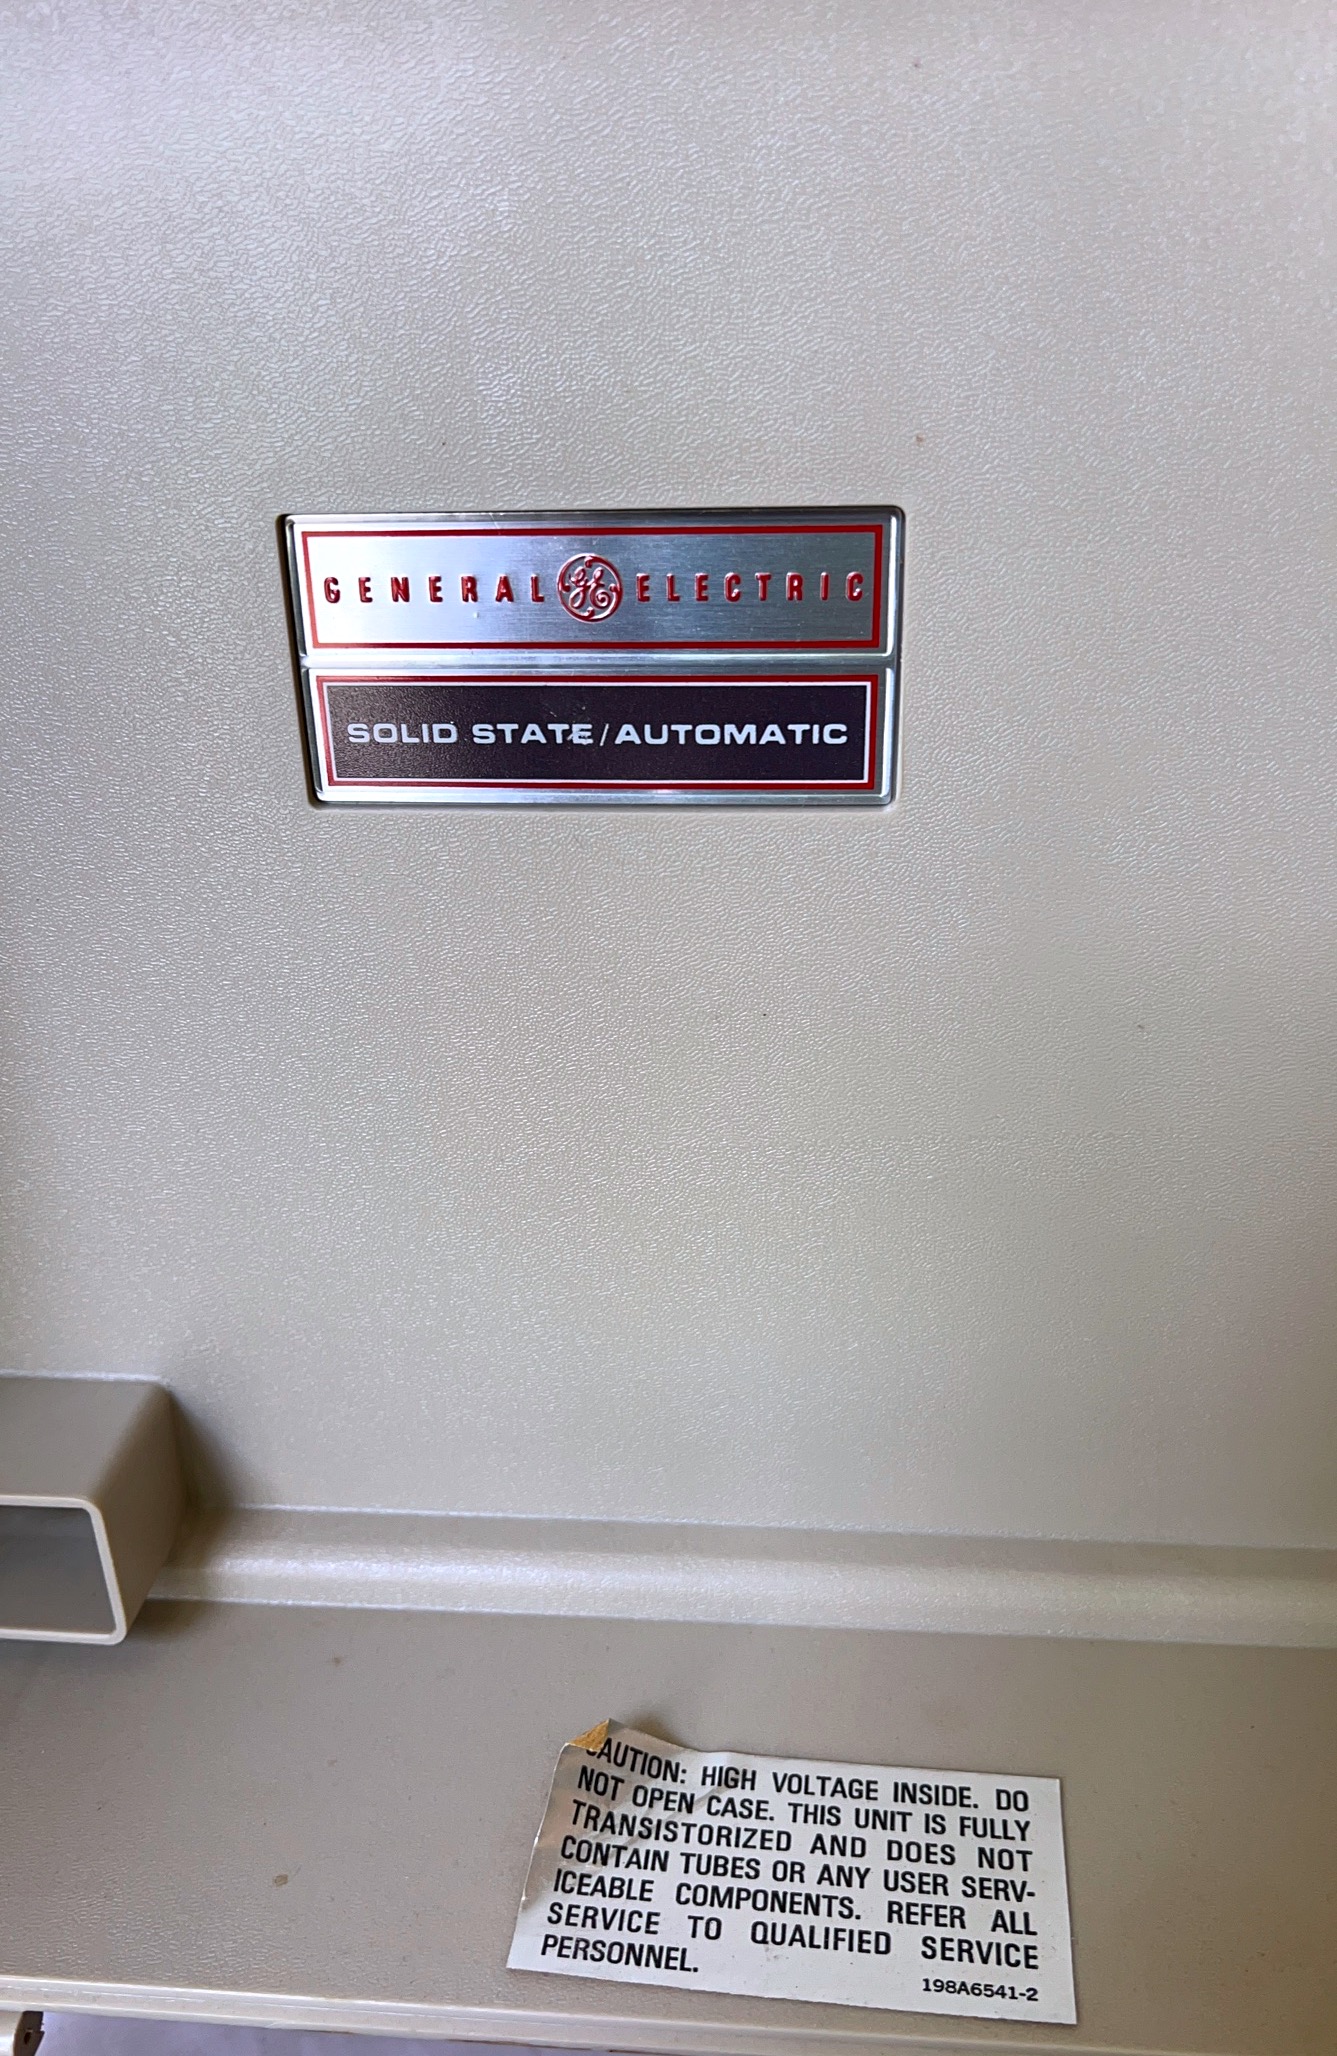 GENERAL GE ELECTRIC
SOLID STATE/AUTOMATIC
CAUTION: HIGH VOLTAGE INSIDE. DO
NOT OPEN CASE. THIS UNIT IS FULLY
TRANSISTORIZED AND DOES NOT
CONTAIN TUBES OR ANY USER SERV-
ICEABLE COMPONENTS. REFER ALL
SERVICE TO QUALIFIED SERVICE
PERSONNEL.
198A6541-2